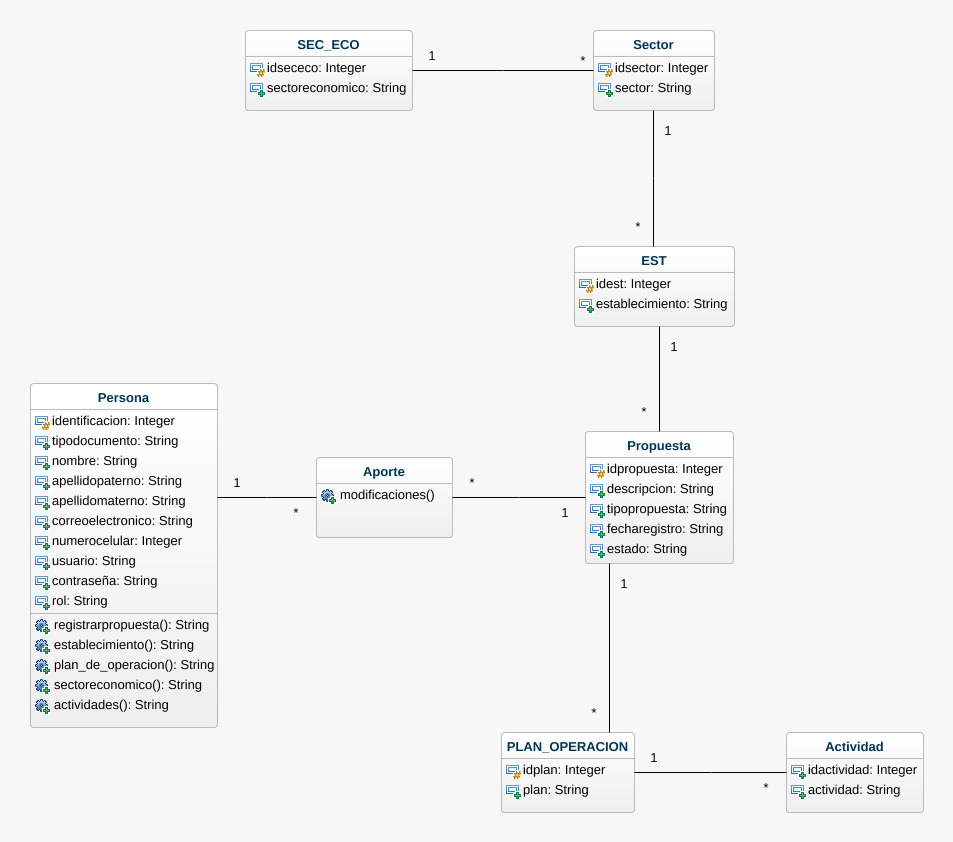 SEC_ECO
idsececo: Integer
sectoreconomico: String
1
*
Sector
idsector: Integer
sector: String
1
*
EST
idest: Integer
establecimiento: String
1
*
Persona
identificacion: Integer
tipodocumento: String
nombre: String
apellidopaterno: String
apellidomaterno: String
correoelectronico: String
numerocelular: Integer
usuario: String
contraseña: String
rol: String
registrarpropuesta(): String
establecimiento(): String
plan_de_operacion(): String
sectoreconomico(): String
actividades(): String
1
*
Aporte
modificaciones()
*
1
Propuesta
idpropuesta: Integer
descripcion: String
tipopropuesta: String
fecharegistro: String
estado: String
1
*
PLAN_OPERACION
idplan: Integer
plan: String
1
*
Actividad
idactividad: Integer
actividad: String